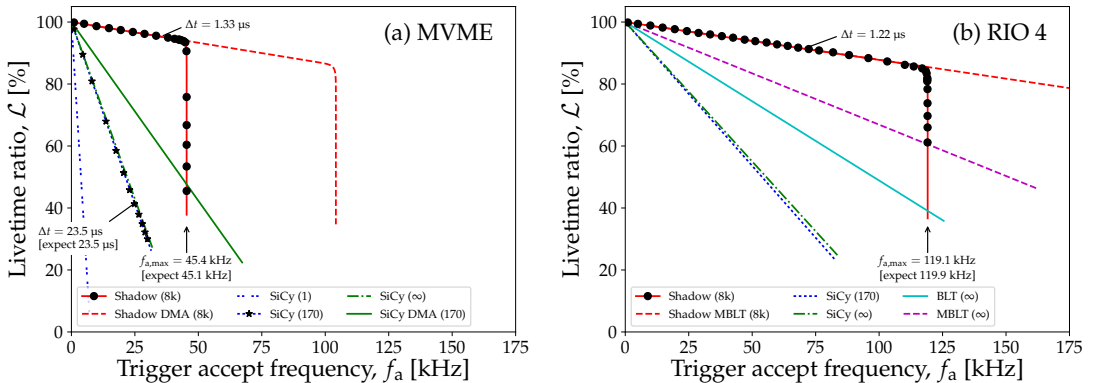 (a) MVME
Livetime ratio, ℒ [%]
100
80
60
40
20
0
Δt = 1.33 µs
Δt = 23.5 µs
[expect 23.5 µs]
f_a,max = 45.4 kHz
[expect 45.1 kHz]
Shadow (8k)
Shadow DMA (8k)
SiCy (1)
SiCy (170)
SiCy (∞)
SiCy DMA (170)
0 25 50 75 100 125 150 175
Trigger accept frequency, f_a [kHz]
(b) RIO 4
Livetime ratio, ℒ [%]
100
80
60
40
20
0
Δt = 1.22 µs
f_a,max = 119.1 kHz
[expect 119.9 kHz]
Shadow (8k)
Shadow MBLT (8k)
SiCy (170)
SiCy (∞)
BLT (∞)
MBLT (∞)
0 25 50 75 100 125 150 175
Trigger accept frequency, f_a [kHz]